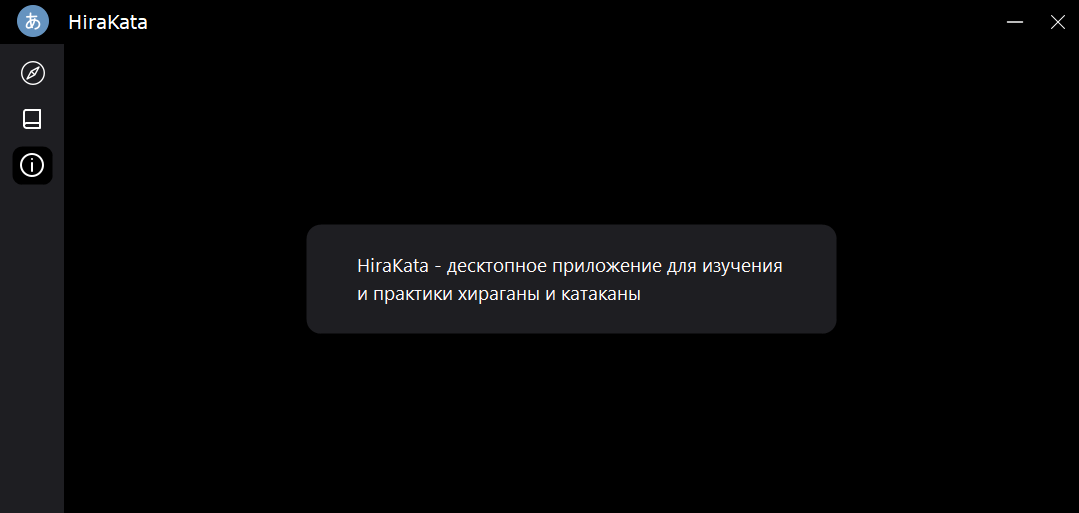 あ HiraKata
HiraKata - десктопное приложение для изучения
и практики хираганы и катаканы